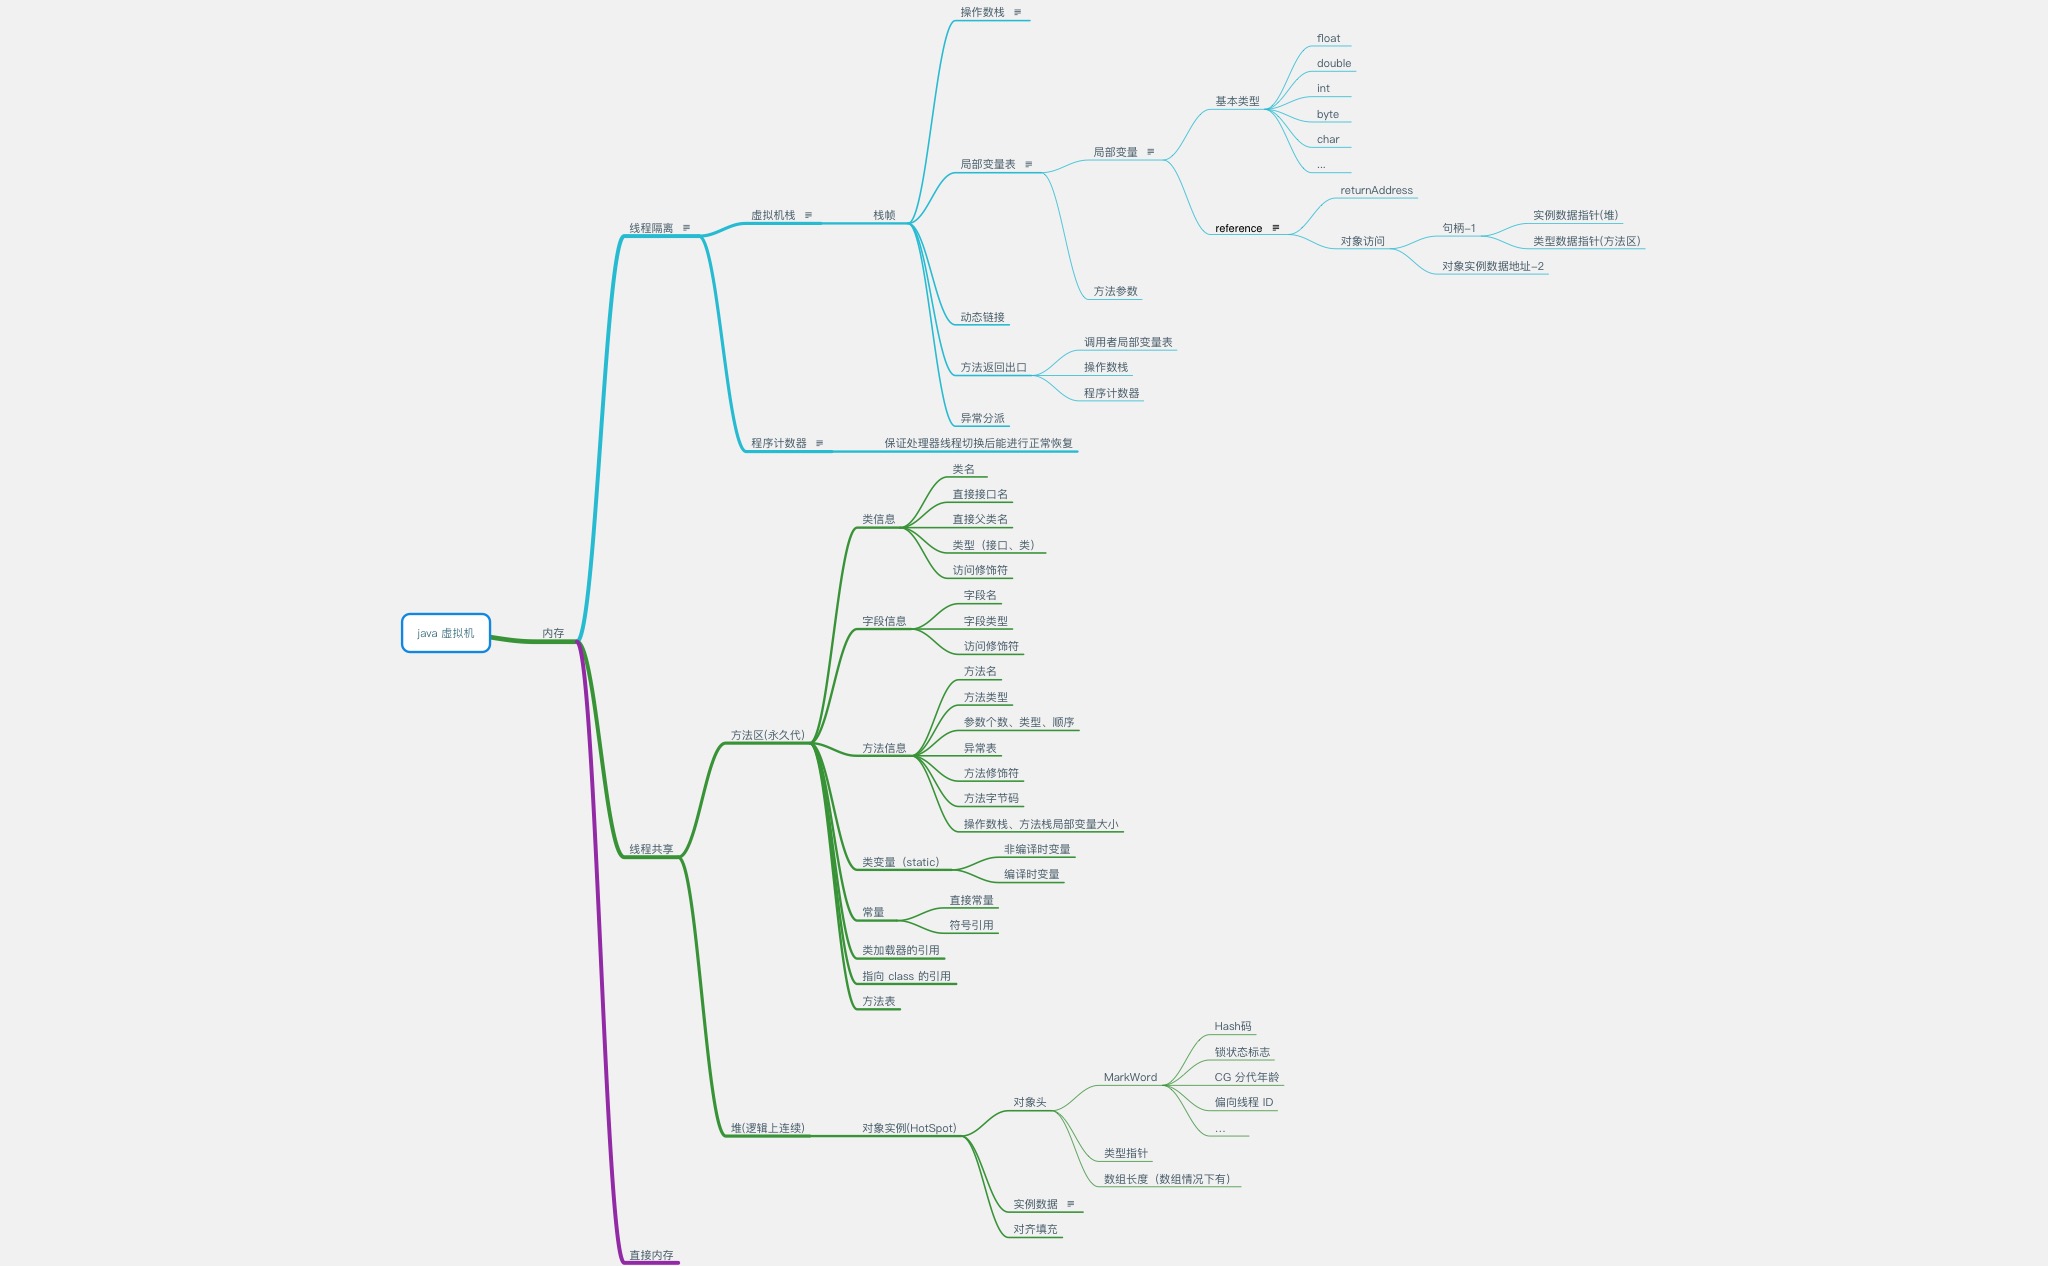 操作数栈
float
double
int
byte
char
...
基本类型
局部变量
局部变量表
returnAddress
实例数据指针(堆)
句柄-1
类型数据指针(方法区)
对象访问
对象实例数据地址-2
reference
方法参数
栈帧
虚拟机栈
线程隔离
动态链接
调用者局部变量表
方法返回出口
操作数栈
程序计数器
异常分派
程序计数器
保证处理器线程切换后能进行正常恢复
类名
直接接口名
类信息
直接父类名
类型（接口、类）
访问修饰符
字段名
字段信息
字段类型
访问修饰符
java 虚拟机
内存
方法名
方法类型
参数个数、类型、顺序
方法区(永久代)
方法信息
异常表
方法修饰符
方法字节码
操作数栈、方法栈局部变量大小
线程共享
类变量（static）
非编译时变量
编译时变量
常量
直接常量
符号引用
类加载器的引用
指向 class 的引用
方法表
Hash码
锁状态标志
MarkWord
CG 分代年龄
偏向线程 ID
...
对象头
堆(逻辑上连续)
对象实例(HotSpot)
类型指针
数组长度（数组情况下有）
实例数据
对齐填充
直接内存